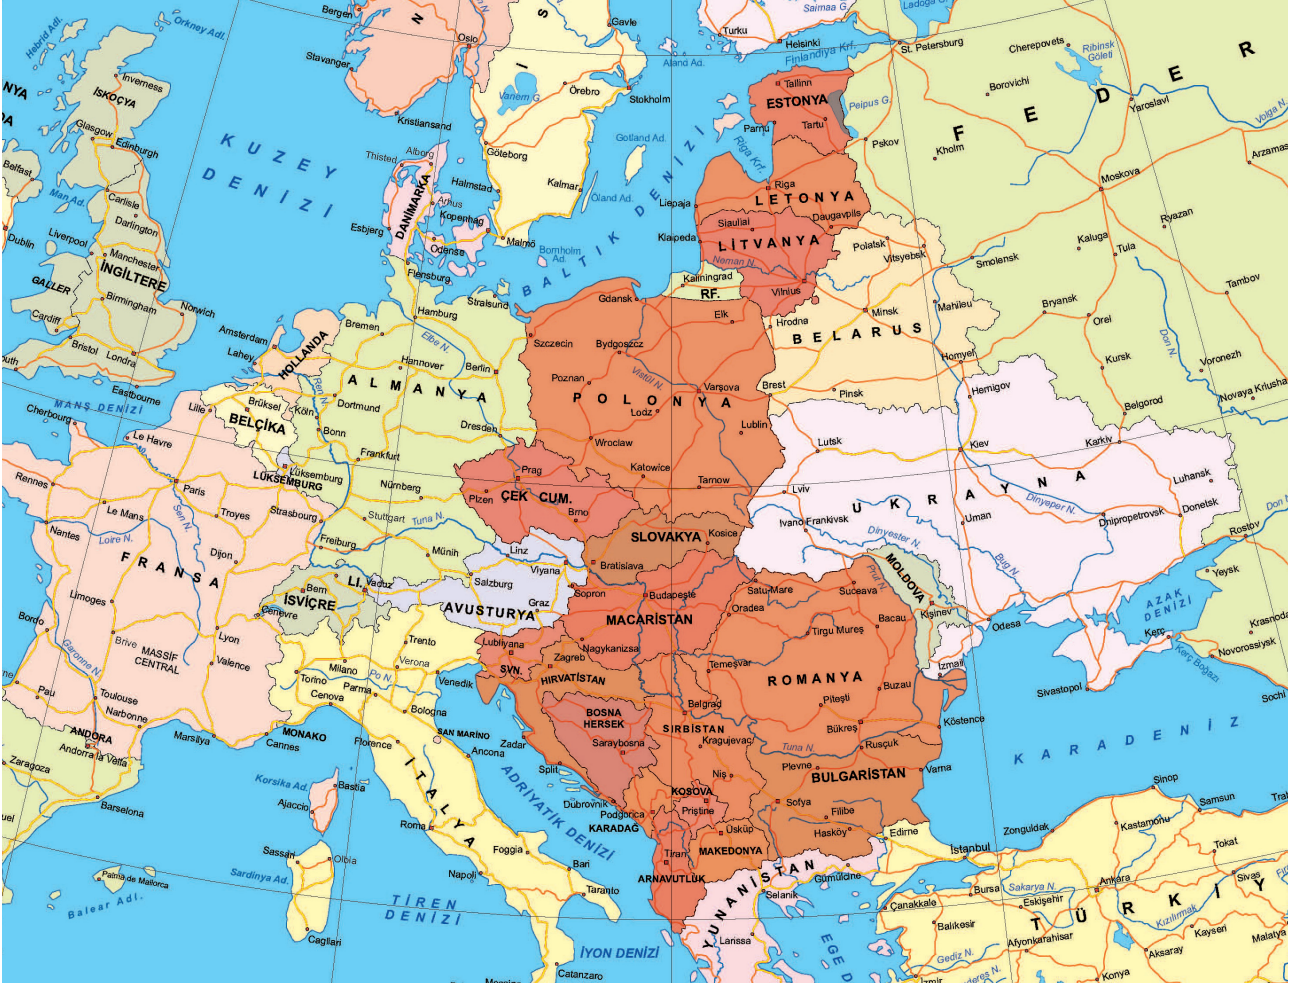 Bergen
N
Oslo
Stavanger
Kristiansand
S
İ
Vanern G.
Örebro
Gavle
Stokholm
Göteborg
Halmstad
Kalmar
Malmö
Öland Ad.
Gotland Ad.
Aland Ad.
Turku
Helsinki
Saimaa G.
Finlandiya Krf.
Ladoga G.
St. Petersburg
Cherepovets
Ribinsk
Göleti
Borovichi
Yaroslavl
Volga N.
F E D E R
Kholm
Pskov
Moskova
Arzamas
Ryazan
Kaluga
Tula
Smolensk
Tambov
Bryansk
Orel
Don N.
Kursk
Voronezh
Novaya Kriusha
Belgorod
Hebrid Adl.
Orkney Adl.
Inverness
İSKOÇYA
NYA
DA
Glasgow
Edinburgh
Belfast
Man Ad.
Carlisle
Darlington
Dublin
Liverpool
Manchester
İNGİLTERE
GALLER
Birmingham
Norwich
Cardiff
Bristol
Londra
outh
Eastbourne
MANŞ DENİZİ
KUZEY
DENİZİ
Thisted
Alborg
DANİMARKA
Arhus
Kopenhag
Esbjerg
Odense
Flensburg
Bornholm
Ad.
BALTIK DENİZİ
Riga Krf.
Tallinn
ESTONYA
Peipus G.
Parnu
Tartu
Riga
LETONYA
Liepaja
Daugavpils
Siauliai
Klaipeda
LİTVANYA
Neman N.
Kaliningrad
RF.
Vilnius
Polatsk
Vitsyebsk
Hrodna
Minsk
Mahileu
BELARUS
Homyel
Brest
Pinsk
Amsterdam
HOLLANDA
Lahey
Stralsund
Hamburg
Bremen
Elbe N.
Hannover
Berlin
ALMANYA
Ren N.
Dortmund
Köln
Bonn
Dresden
Frankfurt
Nürnberg
Stuttgart
Tuna N.
Freiburg
Münih
Brüksel
BELÇİKA
Lille
Lüksemburg
LÜKSEMBURG
Gdansk
Elk
Szczecin
Bydgoszcz
Vistül N.
Poznan
Varşova
POLONYA
Lodz
Lublin
Wroclaw
Katowice
Tarnow
Prag
Plzen
ÇEK CUM.
Brno
SLOVAKYA
Kosice
Bratislava
Linz
Viyana
Salzburg
AVUSTURYA
Graz
Sopron
Budapeşte
MACARİSTAN
Nagykanizsa
Hernigov
Lutsk
Kiev
Karkiv
Lviv
UKRAYNA
Luhansk
Dinyeper N.
Ivano Frankivsk
Uman
Dnipropetrovsk
Donetsk
Dinyester N.
Bug N.
Rostov
Don N.
MOLDOVA
Prut N.
Kişinev
Odesa
Izmail
AZAK
DENİZİ
Yeysk
Kerç
Kerç Boğazı
Krasnoda
Novorossiysk
Sivastopol
Sochi
Cherbourg
Le Havre
Rennes
Paris
Le Mans
Sen N.
Troyes
Strasbourg
Nantes
Loire N.
FRANSA
Dijon
Limoges
Bordo
Brive
MASSİF
CENTRAL
Lyon
Valence
Garonne N.
Pau
Toulouse
Narbonne
Marsilya
Cannes
MONAKO
ANDORA
Andorra la Vella
Zaragoza
Barselona
uel
Palma de Mallorca
Balear Adl.
Bern
LI.
Vaduz
İSVİÇRE
Cenevre
Trento
Milano
Verona
Po N.
Torino
Venedik
Cenova
Parma
Bologna
SAN MARİNO
Floransa
Ancona
İTALYA
Korsika Ad.
Bastia
Ajaccio
Roma
Foggia
Bari
Napoli
Taranto
Sassari
Olbia
Sardinya Ad.
Cagliari
TİREN
DENİZİ
İYON DENİZİ
Catanzaro
ADRİYATİK DENİZİ
Lubliyana
SVN.
Zagreb
HIRVATİSTAN
Zadar
Split
Dubrovnik
BOSNA
HERSEK
Saraybosna
Belgrad
SIRBİSTAN
Kragujevac
Niş
KOSOVA
Priştine
Podgorica
KARADAĞ
Üsküp
MAKEDONYA
Tiran
ARNAVUTLUK
Satu-Mare
Oradea
Suceava
Bacau
Tirgu Mureş
Temeşvar
ROMANYA
Piteşti
Buzau
Bükreş
Köstence
Tuna N.
Rusçuk
Plevne
BULGARİSTAN
Varna
Sofya
Filibe
Hasköy
YUNANİSTAN
Gümülcine
Selanik
Larissa
EGE D
KARADENİZ
Edirne
İstanbul
Zonguldak
Kastamonu
Sinop
Samsun
Tra
Tokat
Bursa
Sakarya N.
Ankara
Sivas
Çanakkale
Eskişehir
TÜRKİY
Balıkesir
Kızılırmak
Kayseri
Afyonkarahisar
Aksaray
Malatya
Gediz N.
Konya
İzmir